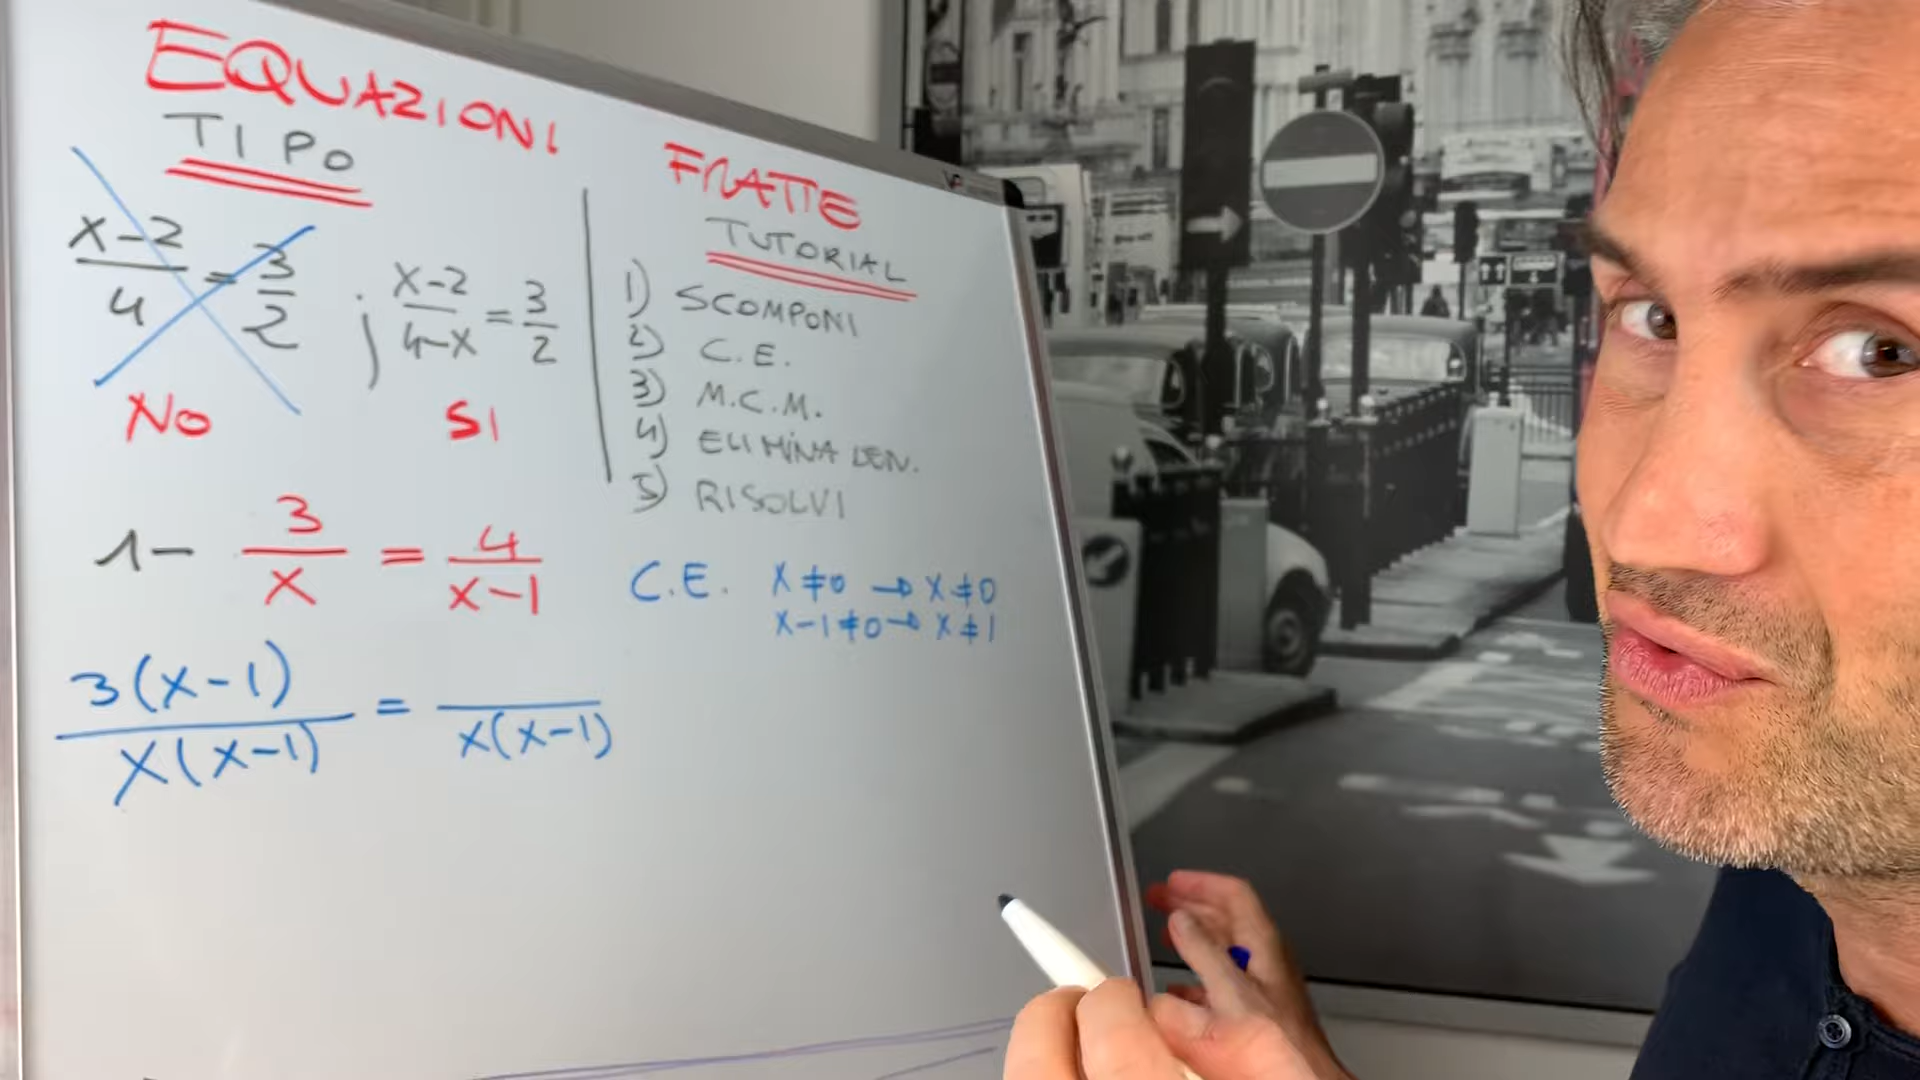 EQUAZIONI FRATTE
TIPO
x-2/4 = 3/2 ; x-2/4-x = 3/2
NO SI
TUTORIAL
1) SCOMPONI
2) C.E.
3) M.C.M.
4) ELIMINA DEN.
5) RISOLVI
1 - 3/x = 4/x-1
C.E. x≠0 → x≠0
x-1≠0 → x≠1
3(x-1)/x(x-1) = /x(x-1)